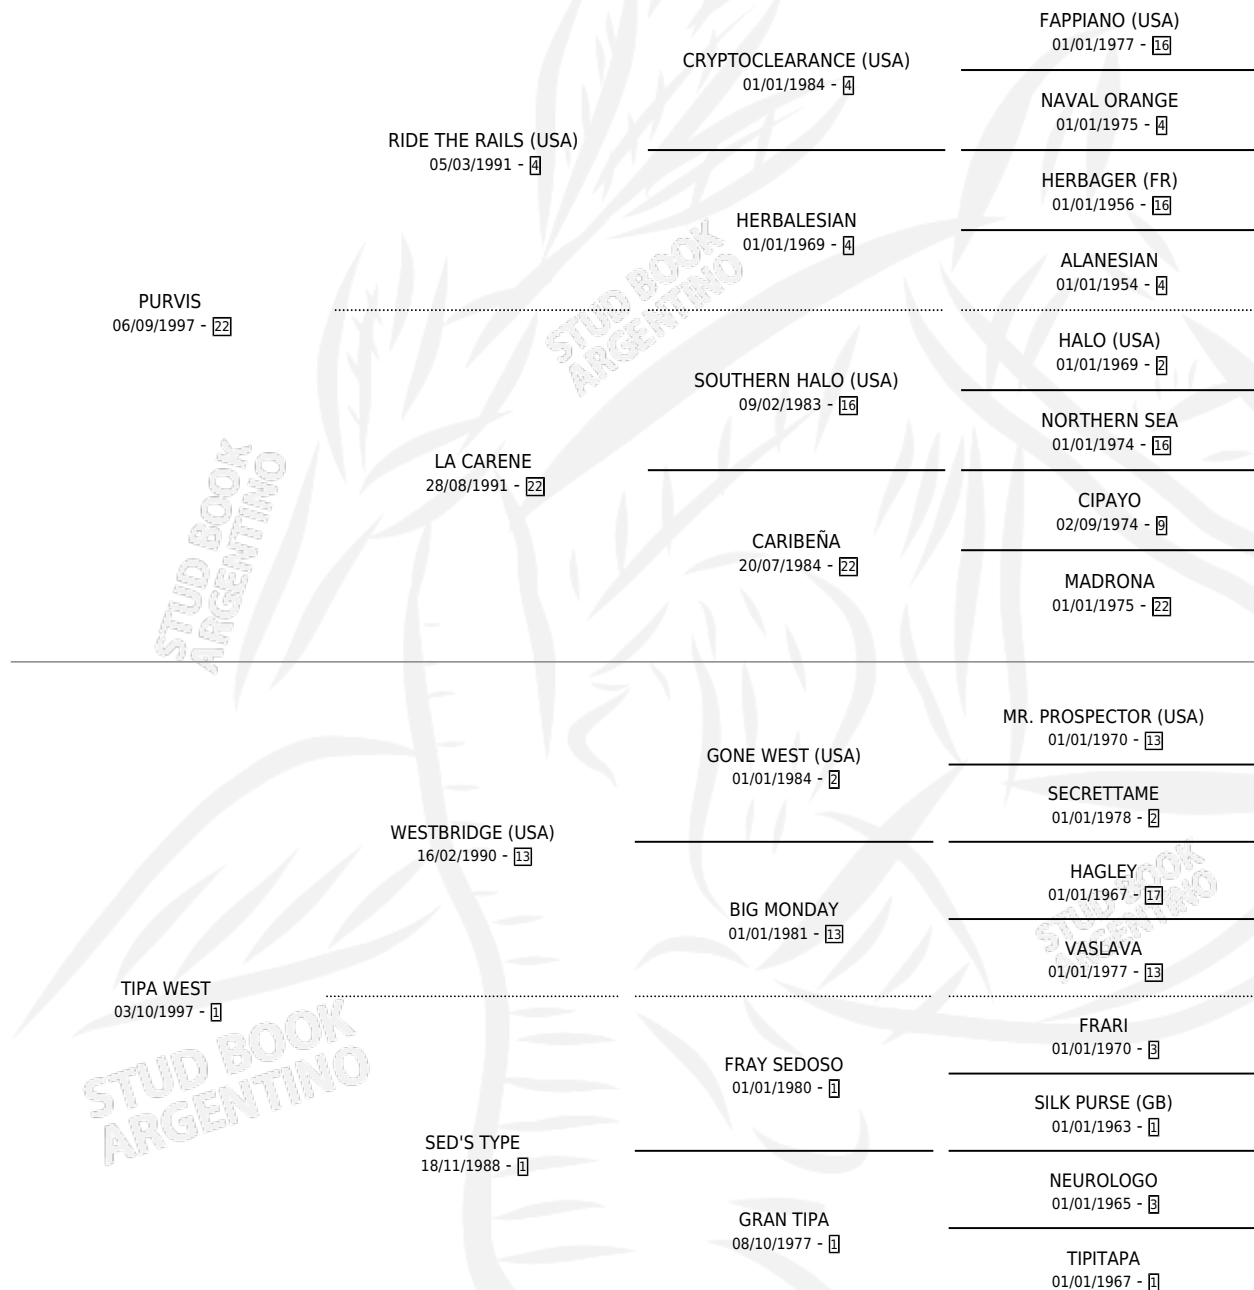 FAPPIANO (USA)
01/01/1977 - 16
CRYPTOCLEARANCE (USA)
01/01/1984 - 4
NAVAL ORANGE
01/01/1975 - 4
RIDE THE RAILS (USA)
05/03/1991 - 4
HERBAGER (FR)
01/01/1956 - 16
HERBALESIAN
01/01/1969 - 4
ALANESIAN
01/01/1954 - 4
PURVIS
06/09/1997 - 22
HALO (USA)
01/01/1969 - 2
SOUTHERN HALO (USA)
09/02/1983 - 16
NORTHERN SEA
01/01/1974 - 16
LA CARENE
28/08/1991 - 22
CIPAYO
02/09/1974 - 9
CARIBEÑA
20/07/1984 - 22
MADRONA
01/01/1975 - 22
MR. PROSPECTOR (USA)
01/01/1970 - 13
GONE WEST (USA)
01/01/1984 - 2
SECRETTAME
01/01/1978 - 2
WESTBRIDGE (USA)
16/02/1990 - 13
HAGLEY
01/01/1967 - 17
BIG MONDAY
01/01/1981 - 13
VASLAVA
01/01/1977 - 13
TIPA WEST
03/10/1997 - 1
FRARI
01/01/1970 - 3
FRAY SEDOSO
01/01/1980 - 1
SILK PURSE (GB)
01/01/1963 - 1
SED'S TYPE
18/11/1988 - 1
NEUROLOGO
01/01/1965 - 3
GRAN TIPA
08/10/1977 - 1
TIPITAPA
01/01/1967 - 1
STUD BOOK
ARGENTINO
STUD BOOK
ARGENTINO
STUD BOOK
ARGENTINO
STUD BOOK
ARGENTINO